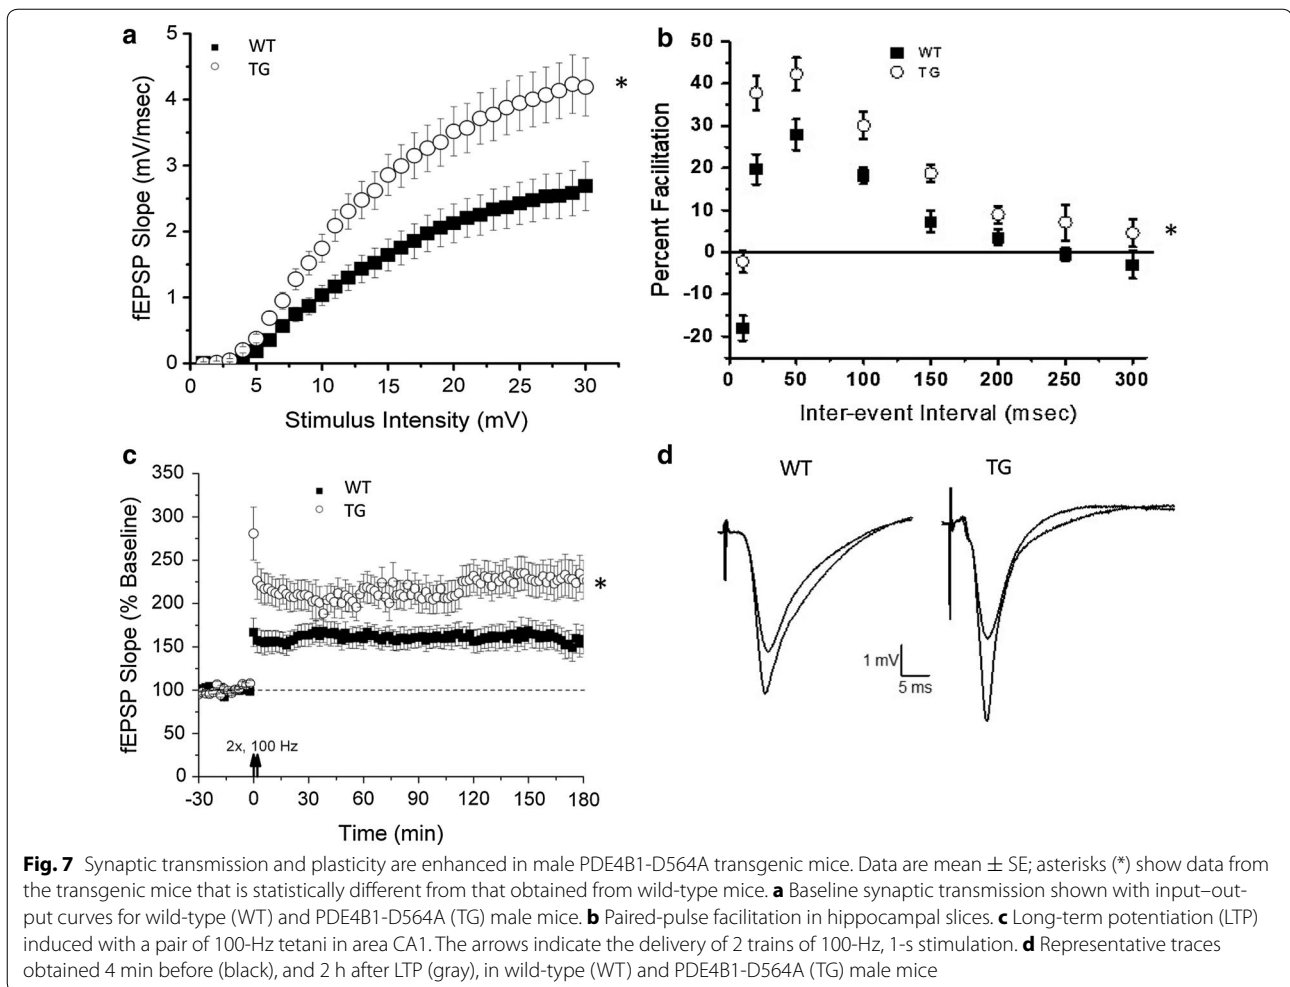 a
WT
TG
5
4
3
2
1
0
fEPSP Slope (mV/msec)
*
0 5 10 15 20 25 30
Stimulus Intensity (mV)
b
WT
TG
50
40
30
20
10
0
-10
-20
Percent Facilitation
*
0 50 100 150 200 250 300
Inter-event Interval (msec)
c
WT
TG
350
300
250
200
150
100
50
0
fEPSP Slope (% Baseline)
*
2x, 100 Hz
-30 0 30 60 90 120 150 180
Time (min)
d
WT TG
1 mV
5 ms
Fig. 7 Synaptic transmission and plasticity are enhanced in male PDE4B1-D564A transgenic mice. Data are mean ± SE; asterisks (*) show data from
the transgenic mice that is statistically different from that obtained from wild-type mice. a Baseline synaptic transmission shown with input–out-
put curves for wild-type (WT) and PDE4B1-D564A (TG) male mice. b Paired-pulse facilitation in hippocampal slices. c Long-term potentiation (LTP)
induced with a pair of 100-Hz tetani in area CA1. The arrows indicate the delivery of 2 trains of 100-Hz, 1-s stimulation. d Representative traces
obtained 4 min before (black), and 2 h after LTP (gray), in wild-type (WT) and PDE4B1-D564A (TG) male mice